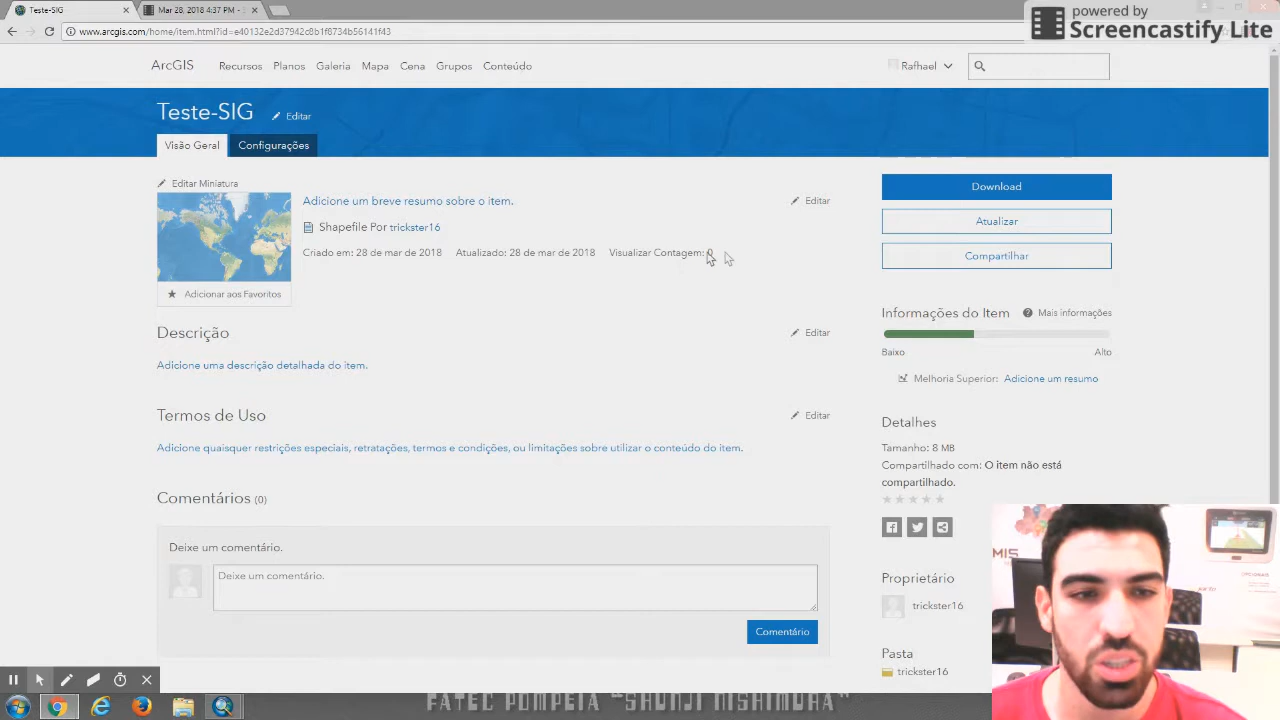 Teste-SIG
Mar 28, 2018 4:37 PM - S
powered by
Screencastify Lite
www.arcgis.com/home/item.html?id=e40132e2d37942c8b1f8734b56141f43
ArcGIS Recursos Planos Galeria Mapa Cena Grupos Conteúdo Rafhael
Teste-SIG Editar
Visão Geral Configurações
Editar Miniatura
Adicione um breve resumo sobre o item. Editar
Shapefile Por trickster16
Criado em: 28 de mar de 2018 Atualizado: 28 de mar de 2018 Visualizar Contagem: 0
Adicionar aos Favoritos
Descrição Editar
Adicione uma descrição detalhada do item.
Termos de Uso Editar
Adicione quaisquer restrições especiais, retratações, termos e condições, ou limitações sobre utilizar o conteúdo do item.
Comentários (0)
Deixe um comentário.
Deixe um comentário.
Comentário
Download
Atualizar
Compartilhar
Informações do Item Mais informações
Baixo Alto
Melhoria Superior: Adicione um resumo
Detalhes
Tamanho: 8 MB
Compartilhado com: O item não está
compartilhado.
Proprietário
trickster16
Pasta
trickster16
MIS
FATEC POMPEIA "SHUNJI NISHIMURA"